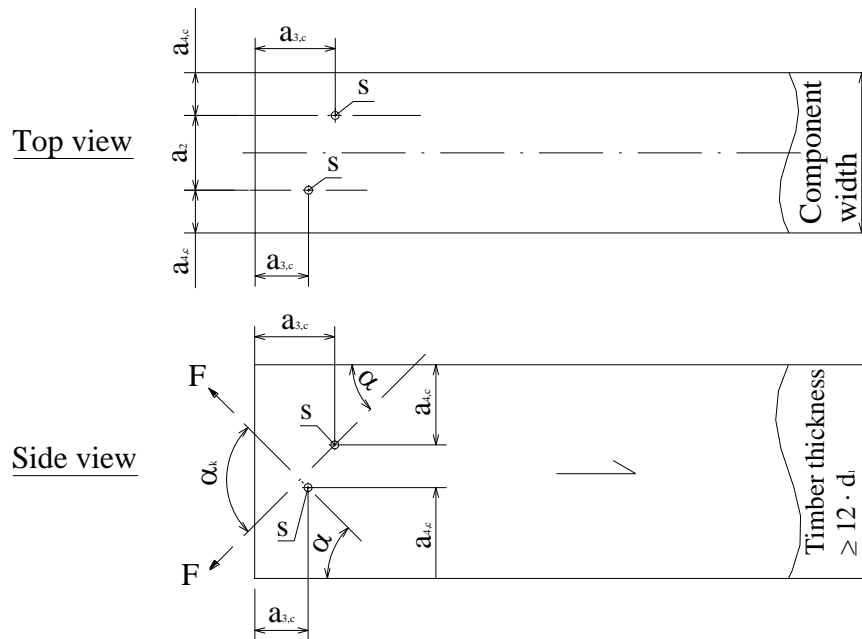 a3,c
a4,c
s
Top view
a2
s
Component
width
a4,c
a3,c
a3,c
F
α
a4,c
s
Side view
αk
Timber thickness
≥ 12 · d1
s
α
a4,c
F
a3,c